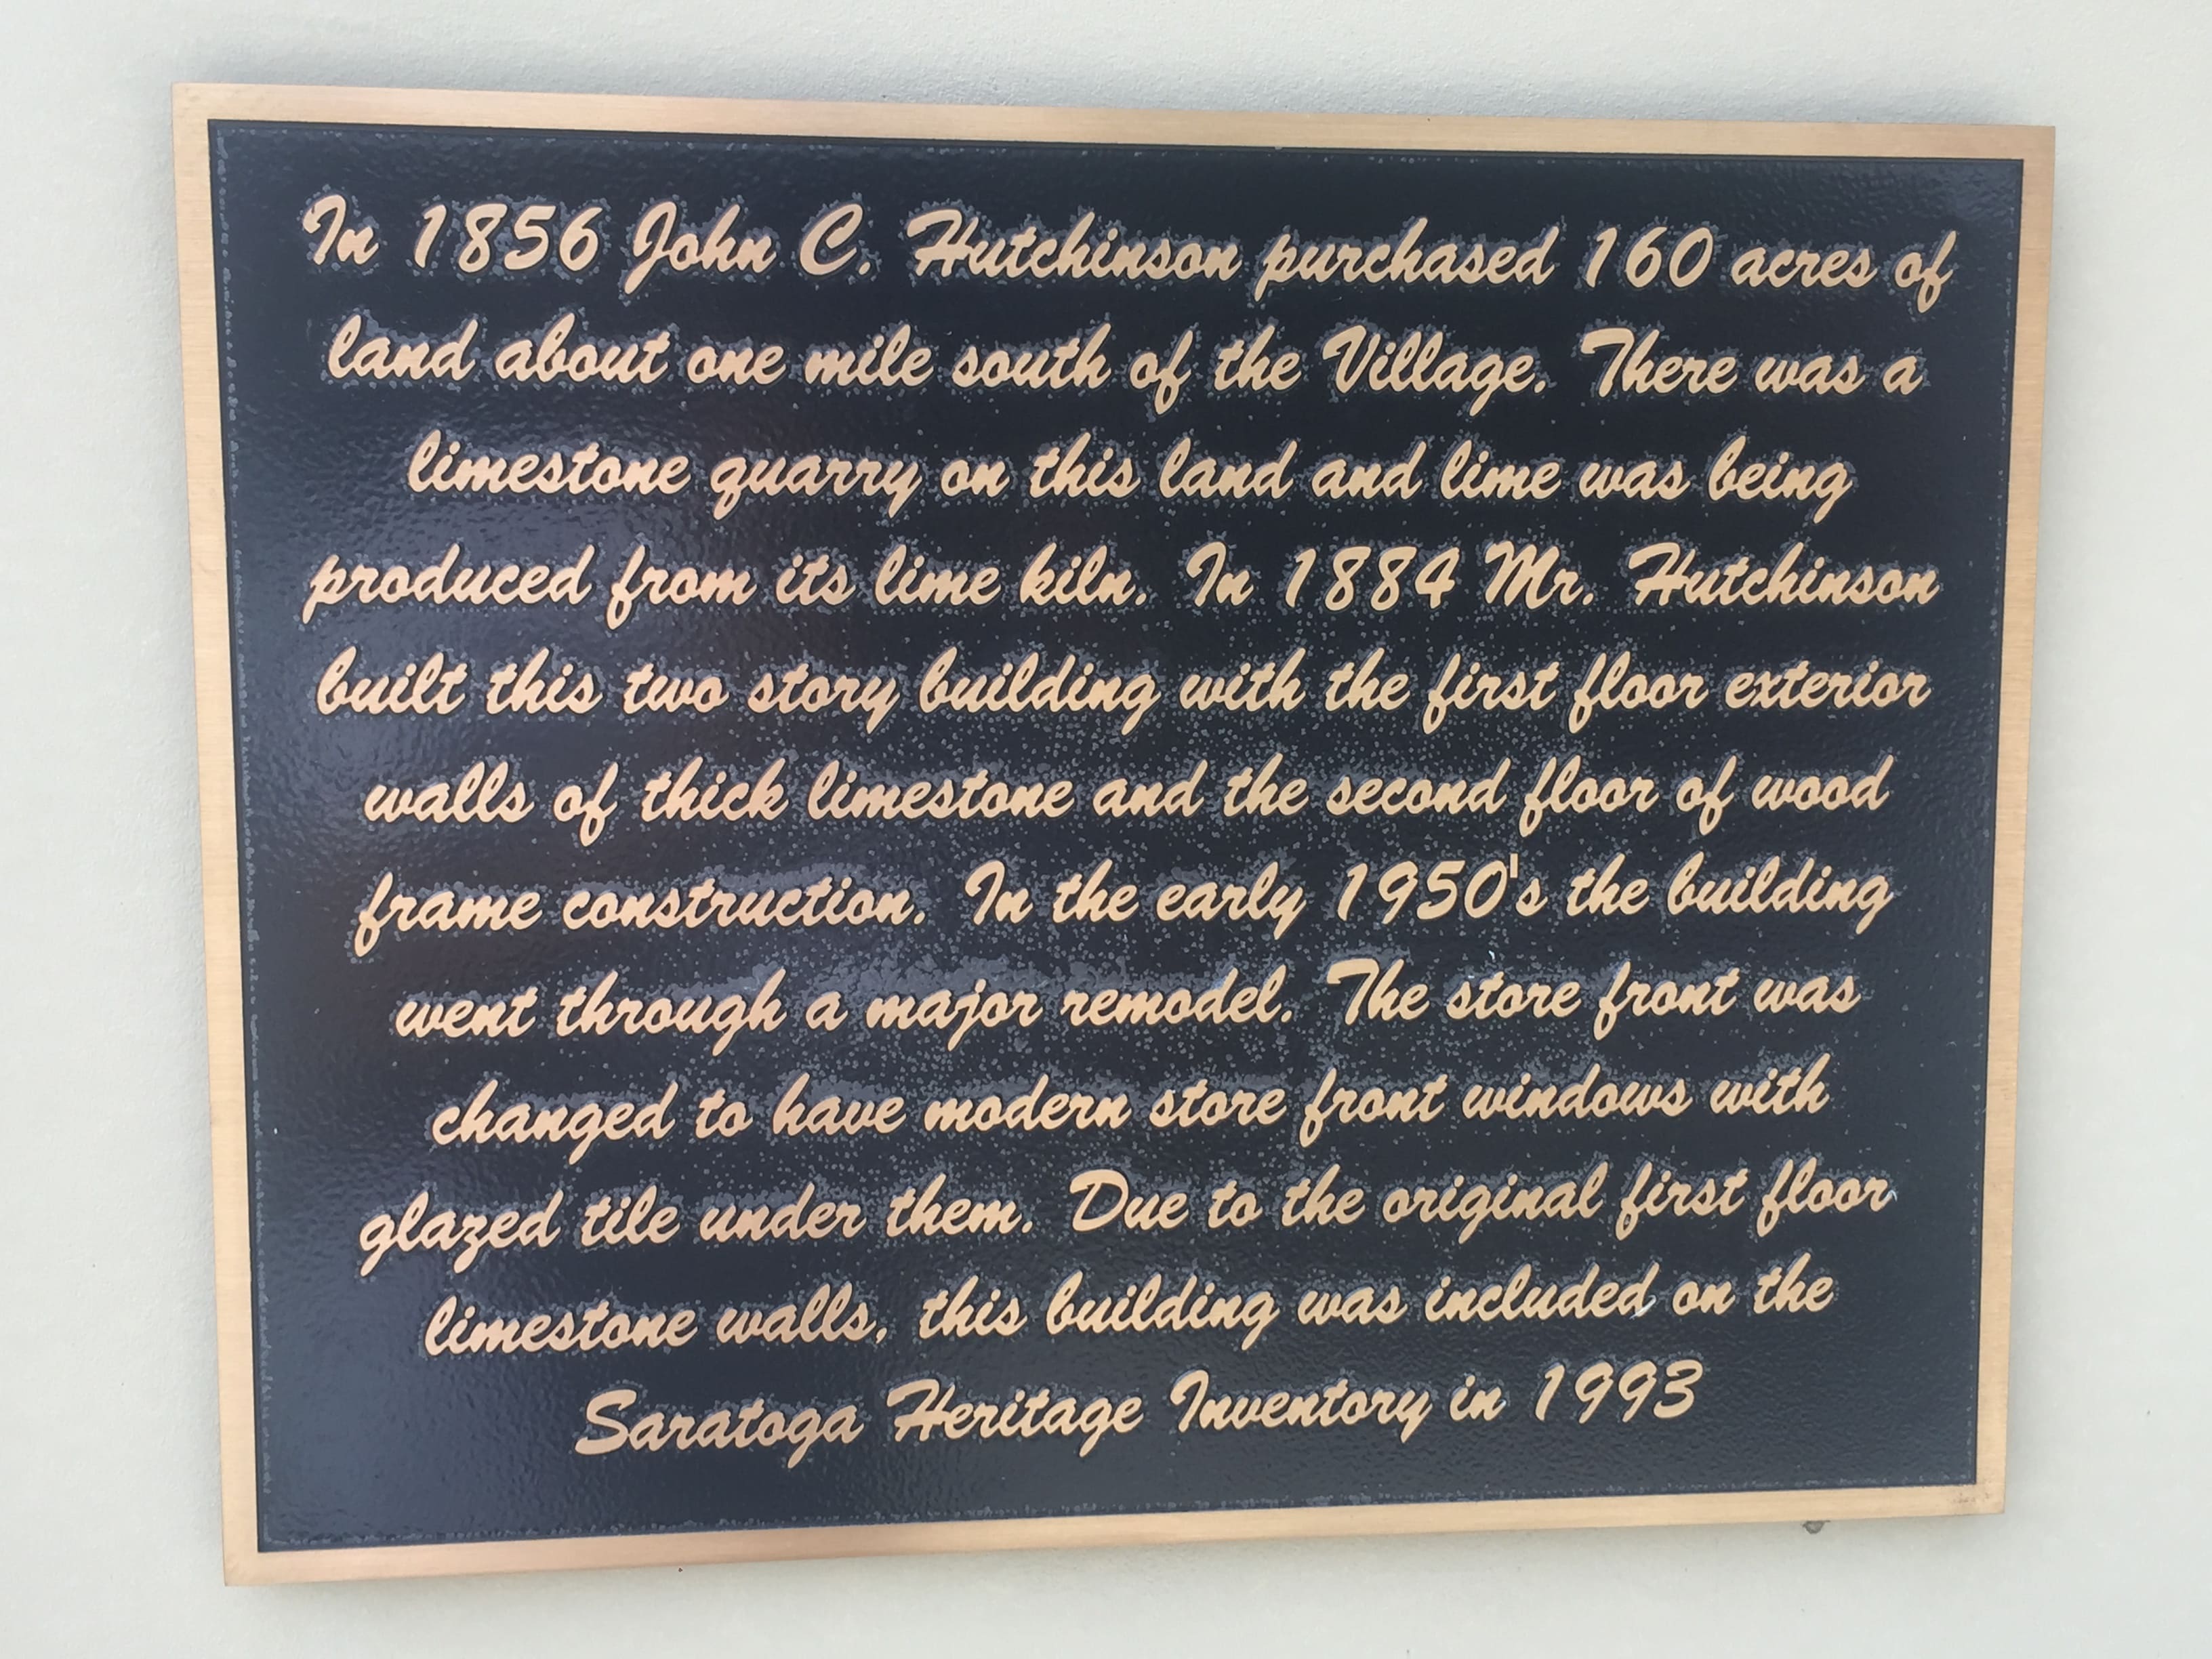 In 1856 John C. Hutchinson purchased 160 acres of
land about one mile south of the Village. There was a
limestone quarry on this land and lime was being
produced from its lime kiln. In 1884 Mr. Hutchinson
built this two story building with the first floor exterior
walls of thick limestone and the second floor of wood
frame construction. In the early 1950's the building
went through a major remodel. The store front was
changed to have modern store front windows with
glazed tile under them. Due to the original first floor
limestone walls, this building was included on the
Saratoga Heritage Inventory in 1993